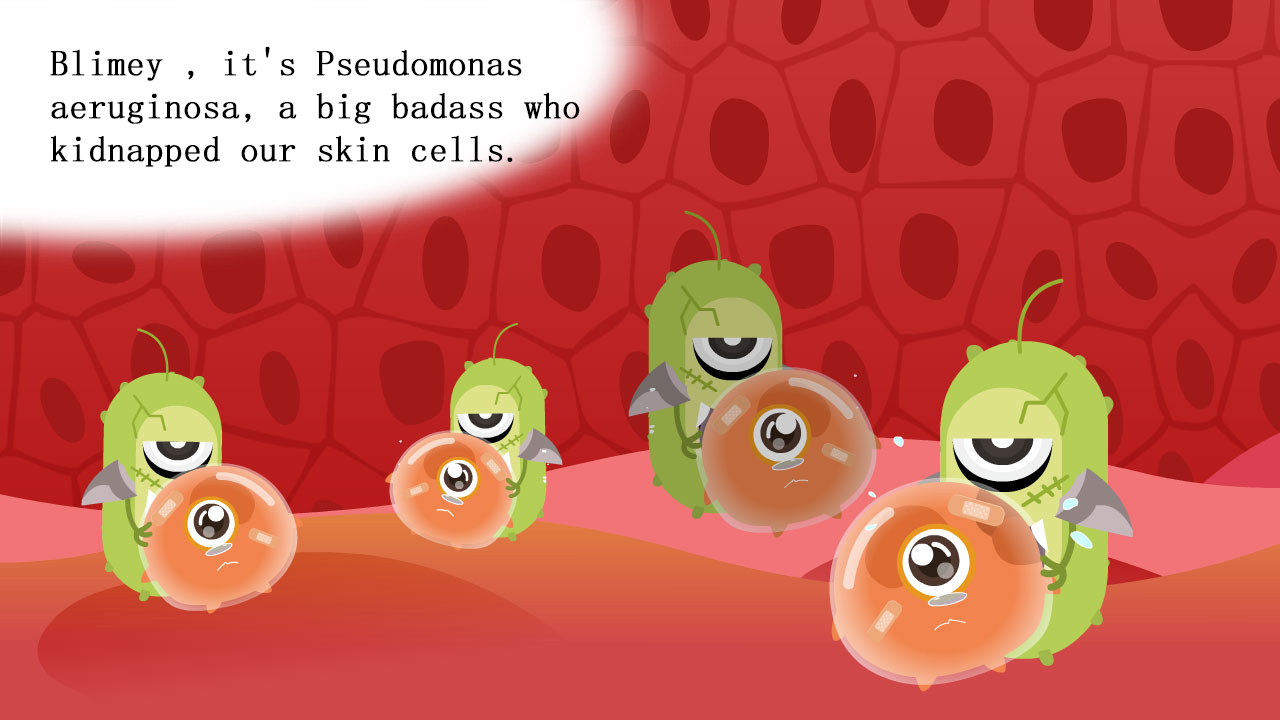 Blimey , it's Pseudomonas
aeruginosa, a big badass who
kidnapped our skin cells.